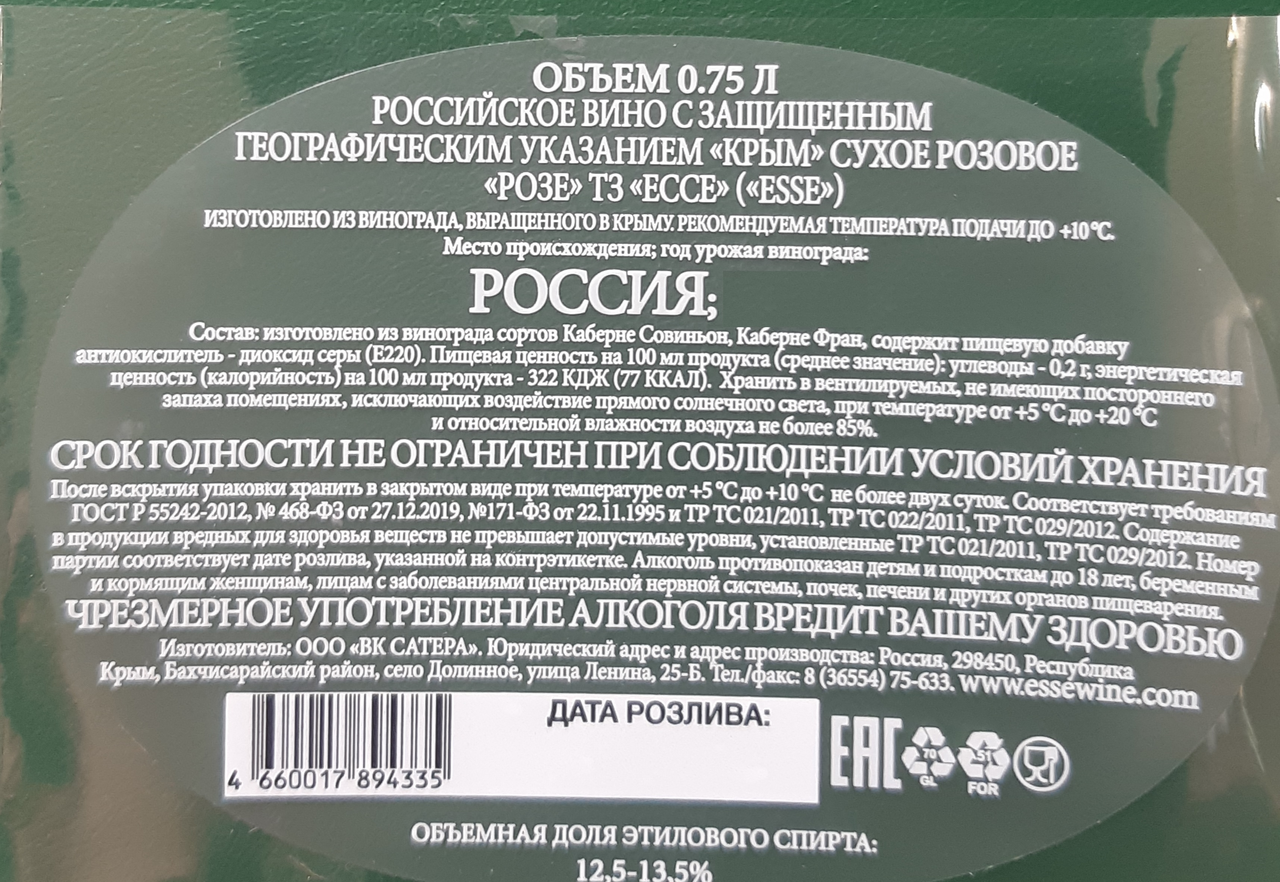 ОБЪЕМ 0.75 Л
РОССИЙСКОЕ ВИНО С ЗАЩИЩЕННЫМ
ГЕОГРАФИЧЕСКИМ УКАЗАНИЕМ «КРЫМ» СУХОЕ РОЗОВОЕ
«РОЗЕ» ТЗ «ЕССЕ» («ESSE»)
ИЗГОТОВЛЕНО ИЗ ВИНОГРАДА, ВЫРАЩЕННОГО В КРЫМУ. РЕКОМЕНДУЕМАЯ ТЕМПЕРАТУРА ПОДАЧИ ДО +10 °С.
Место происхождения; год урожая винограда:
РОССИЯ;
Состав: изготовлено из винограда сортов Каберне Совиньон, Каберне Фран, содержит пищевую добавку
антиокислитель - диоксид серы (Е220). Пищевая ценность на 100 мл продукта (среднее значение): углеводы - 0,2 г, энергетическая
ценность (калорийность) на 100 мл продукта - 322 КДЖ (77 ККАЛ). Хранить в вентилируемых, не имеющих постороннего
запаха помещениях, исключающих воздействие прямого солнечного света, при температуре от +5 °С до +20 °С
и относительной влажности воздуха не более 85%.
СРОК ГОДНОСТИ НЕ ОГРАНИЧЕН ПРИ СОБЛЮДЕНИИ УСЛОВИЙ ХРАНЕНИЯ
После вскрытия упаковки хранить в закрытом виде при температуре от +5 °С до +10 °С не более двух суток. Соответствует требованиям
ГОСТ Р 55242-2012, № 468-ФЗ от 27.12.2019, №171-ФЗ от 22.11.1995 и ТР ТС 021/2011, ТР ТС 022/2011, ТР ТС 029/2012. Содержание
в продукции вредных для здоровья веществ не превышает допустимые уровни, установленные ТР ТС 021/2011, ТР ТС 029/2012. Номер
партии соответствует дате розлива, указанной на контрэтикетке. Алкоголь противопоказан детям и подросткам до 18 лет, беременным
и кормящим женщинам, лицам с заболеваниями центральной нервной системы, почек, печени и других органов пищеварения.
ЧРЕЗМЕРНОЕ УПОТРЕБЛЕНИЕ АЛКОГОЛЯ ВРЕДИТ ВАШЕМУ ЗДОРОВЬЮ
Изготовитель: ООО «ВК САТЕРА». Юридический адрес и адрес производства: Россия, 298450, Республика
Крым, Бахчисарайский район, село Долинное, улица Ленина, 25-Б. Тел./факс: 8 (36554) 75-633. www.essewine.com
ДАТА РОЗЛИВА:
4 660017 894335
EAC
70
GL
51
FOR
ОБЪЕМНАЯ ДОЛЯ ЭТИЛОВОГО СПИРТА:
12,5-13,5%